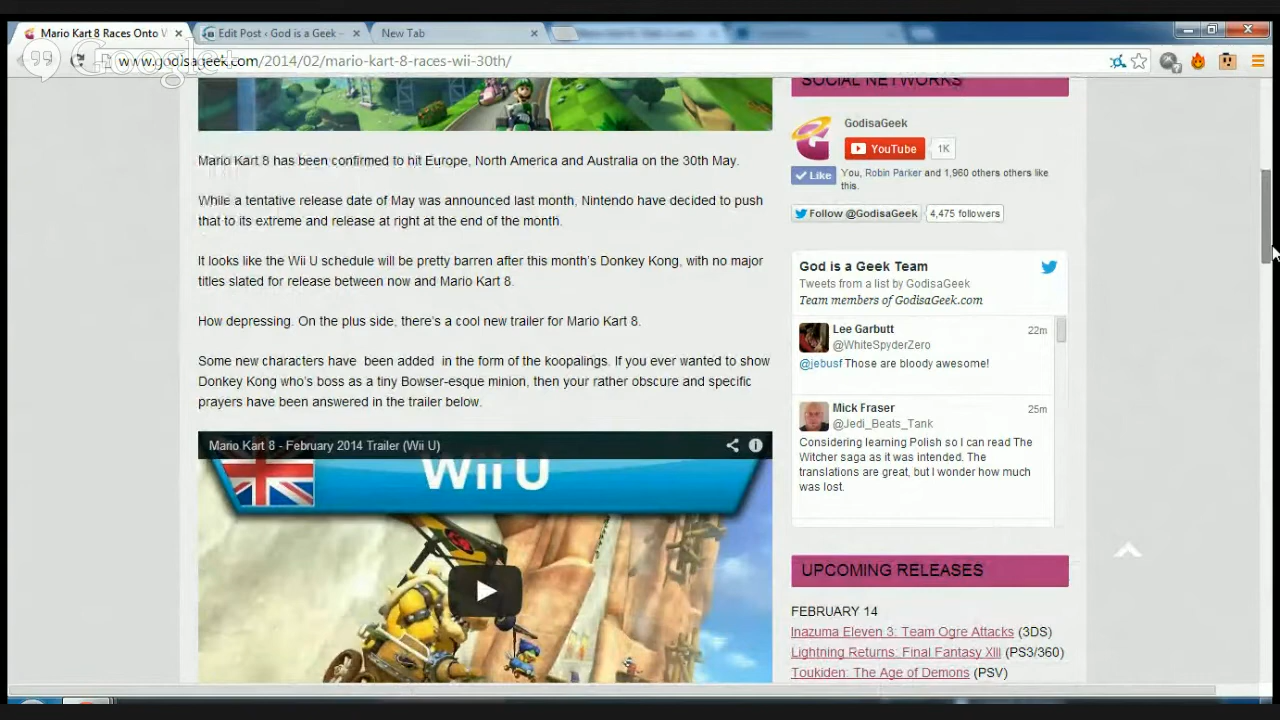 Mario Kart 8 Races Onto W
Edit Post ‹ God is a Geek —
New Tab
Google+
www.godisageek.com/2014/02/mario-kart-8-races-wii-30th/
SOCIAL NETWORKS
GodisaGeek
YouTube 1K
Like You, Robin Parker and 1,960 others others like
this.
Follow @GodisaGeek 4,475 followers
Mario Kart 8 has been confirmed to hit Europe, North America and Australia on the 30th May.
While a tentative release date of May was announced last month, Nintendo have decided to push
that to its extreme and release at right at the end of the month.
It looks like the Wii U schedule will be pretty barren after this month's Donkey Kong, with no major
titles slated for release between now and Mario Kart 8.
How depressing. On the plus side, there's a cool new trailer for Mario Kart 8.
Some new characters have been added in the form of the koopalings. If you ever wanted to show
Donkey Kong who's boss as a tiny Bowser-esque minion, then your rather obscure and specific
prayers have been answered in the trailer below.
Mario Kart 8 - February 2014 Trailer (Wii U)
Wii U
God is a Geek Team
Tweets from a list by GodisaGeek
Team members of GodisaGeek.com
Lee Garbutt 22m
@WhiteSpyderZero
@jebusf Those are bloody awesome!
Mick Fraser 25m
@Jedi_Beats_Tank
Considering learning Polish so I can read The
Witcher saga as it was intended. The
translations are great, but I wonder how much
was lost.
UPCOMING RELEASES
FEBRUARY 14
Inazuma Eleven 3: Team Ogre Attacks (3DS)
Lightning Returns: Final Fantasy XIII (PS3/360)
Toukiden: The Age of Demons (PSV)